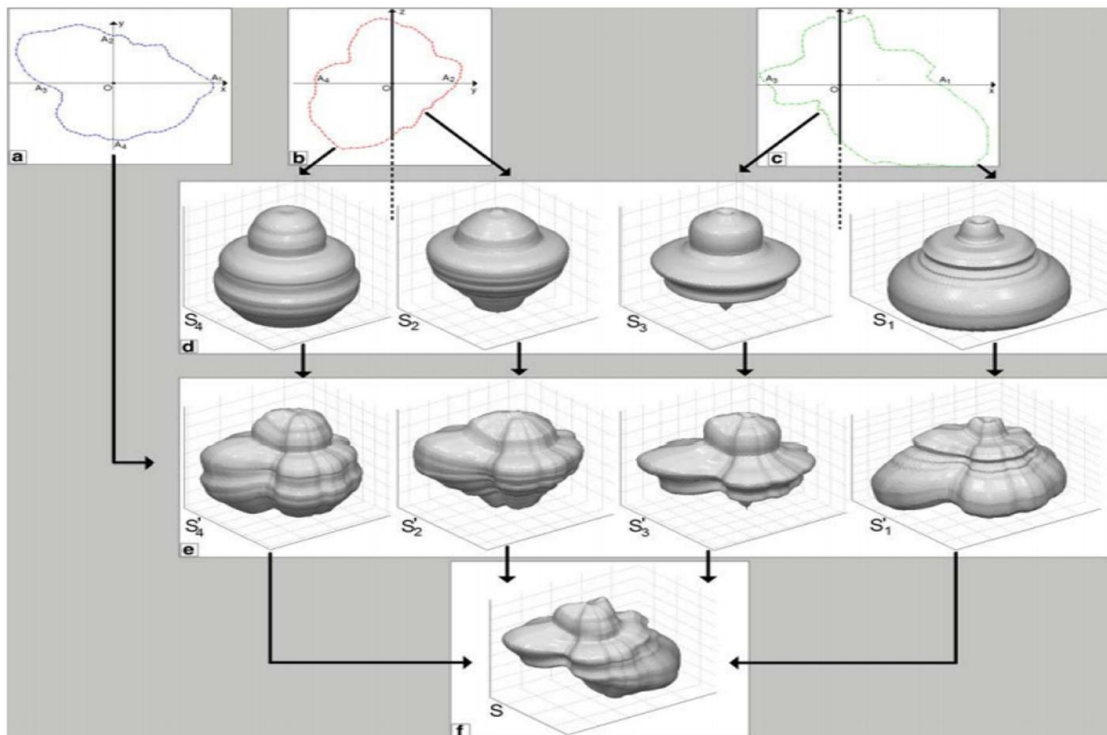 y
A₂
A₁
A₃
O
x
A₄
a
z
A₄
A₂
O
y
b
z
A₃
A₁
O
x
c
S₄
S₂
S₃
S₁
d
S'₄
S'₂
S'₃
S'₁
e
S
f